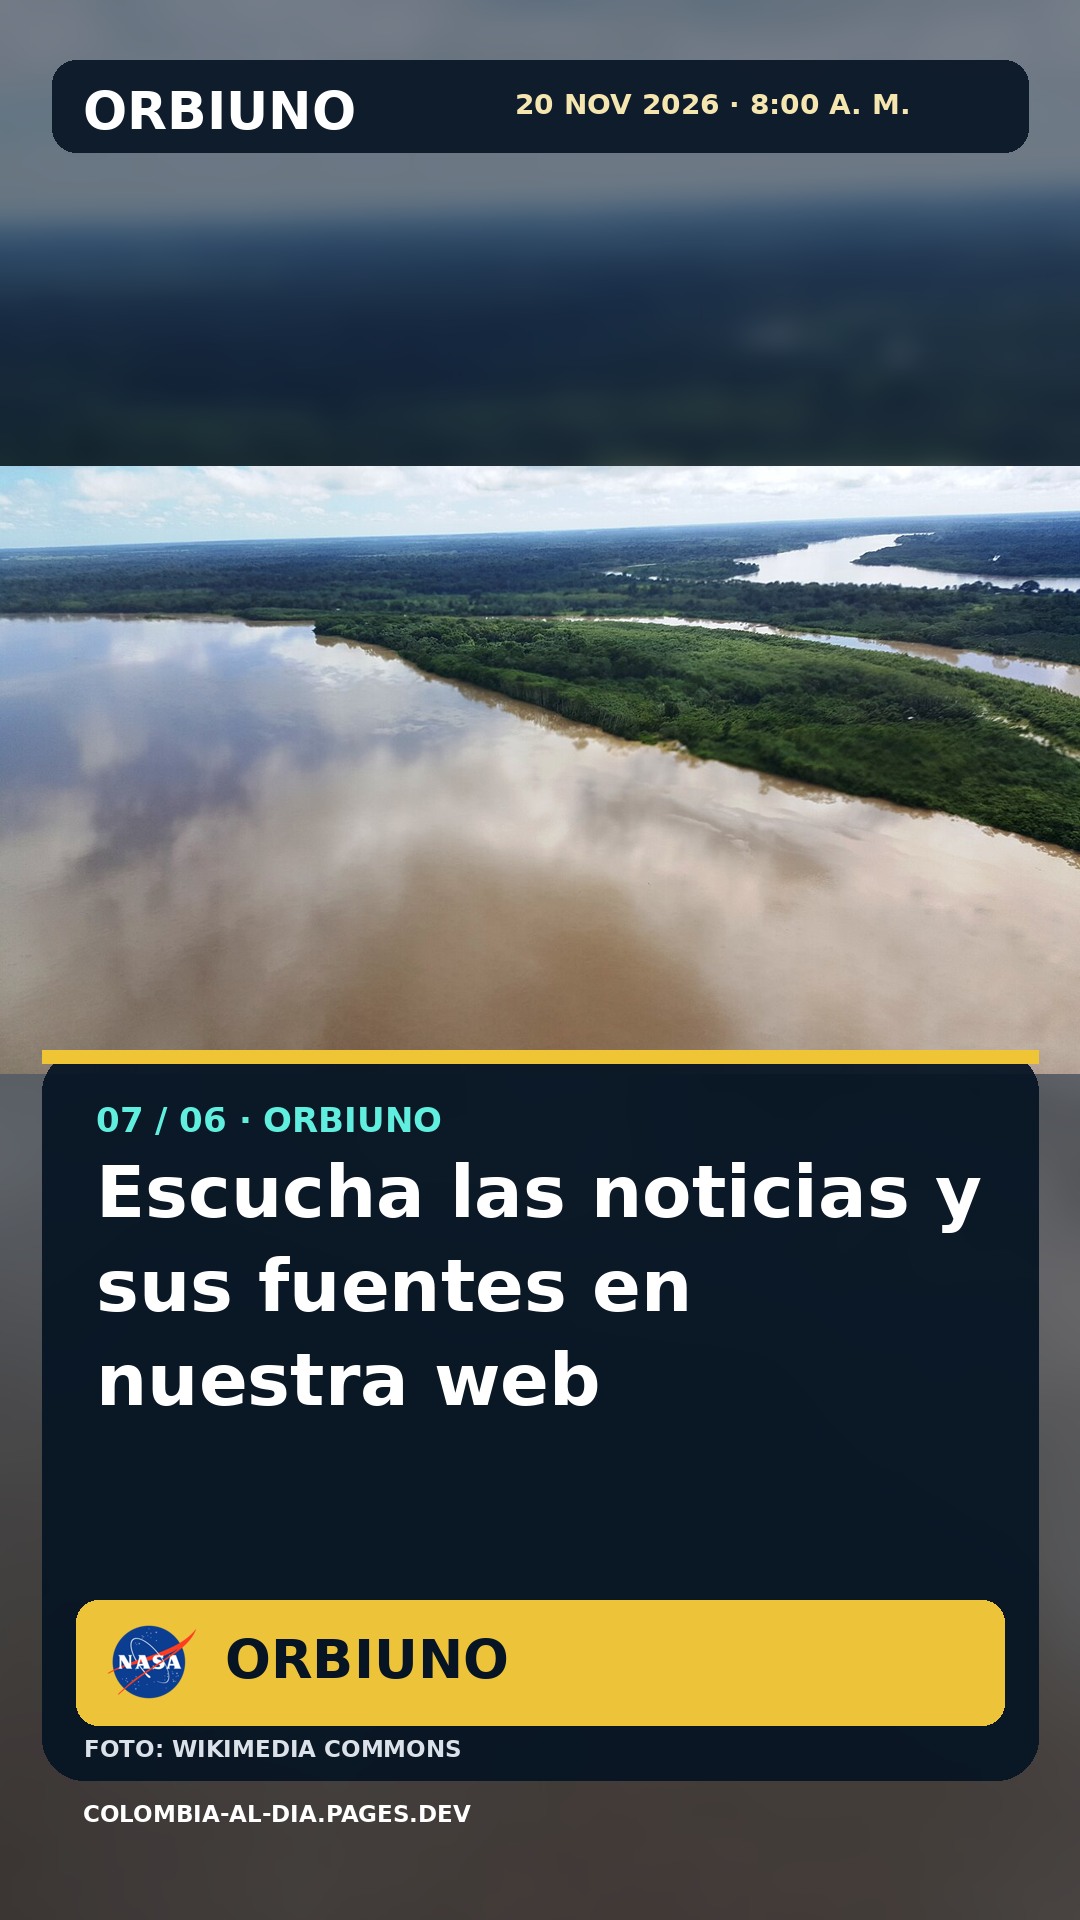 ORBIUNO
20 NOV 2026 · 8:00 A. M.
07 / 06 · ORBIUNO
Escucha las noticias y
sus fuentes en
nuestra web
NASA
ORBIUNO
FOTO: WIKIMEDIA COMMONS
COLOMBIA-AL-DIA.PAGES.DEV